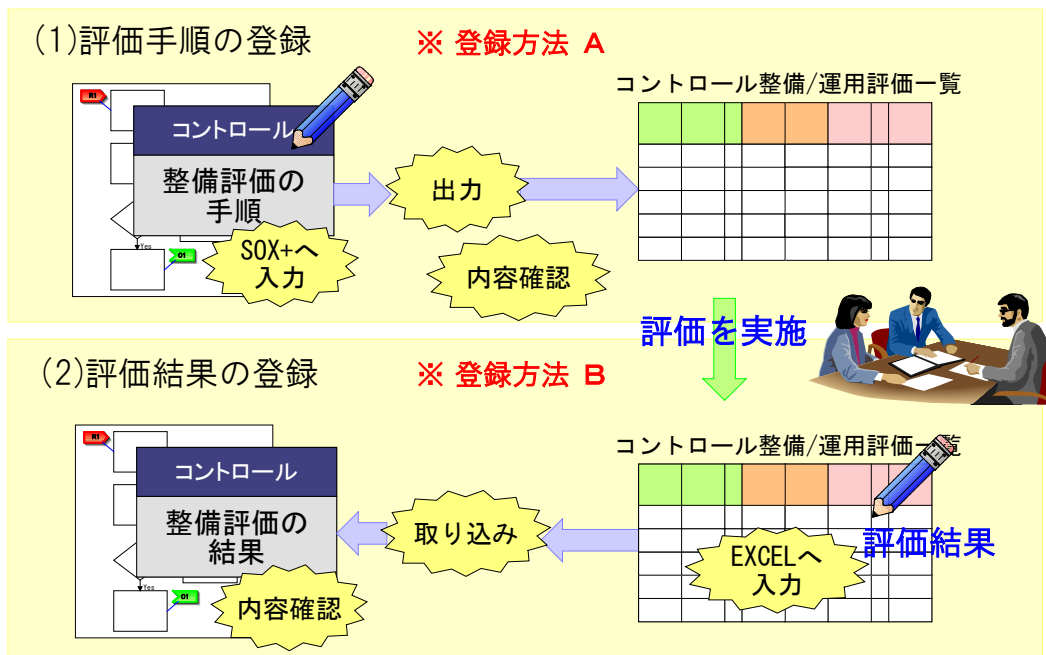 (1)評価手順の登録
※ 登録方法 A
コントロール整備/運用評価一覧
R1
コントロール
整備評価の
手順
出力
Yes
O1
SOX+へ
入力
内容確認
評価を実施
(2)評価結果の登録
※ 登録方法 B
コントロール整備/運用評価一覧
R1
コントロール
整備評価の
結果
取り込み
評価結果
EXCELへ
入力
Yes
O1
内容確認